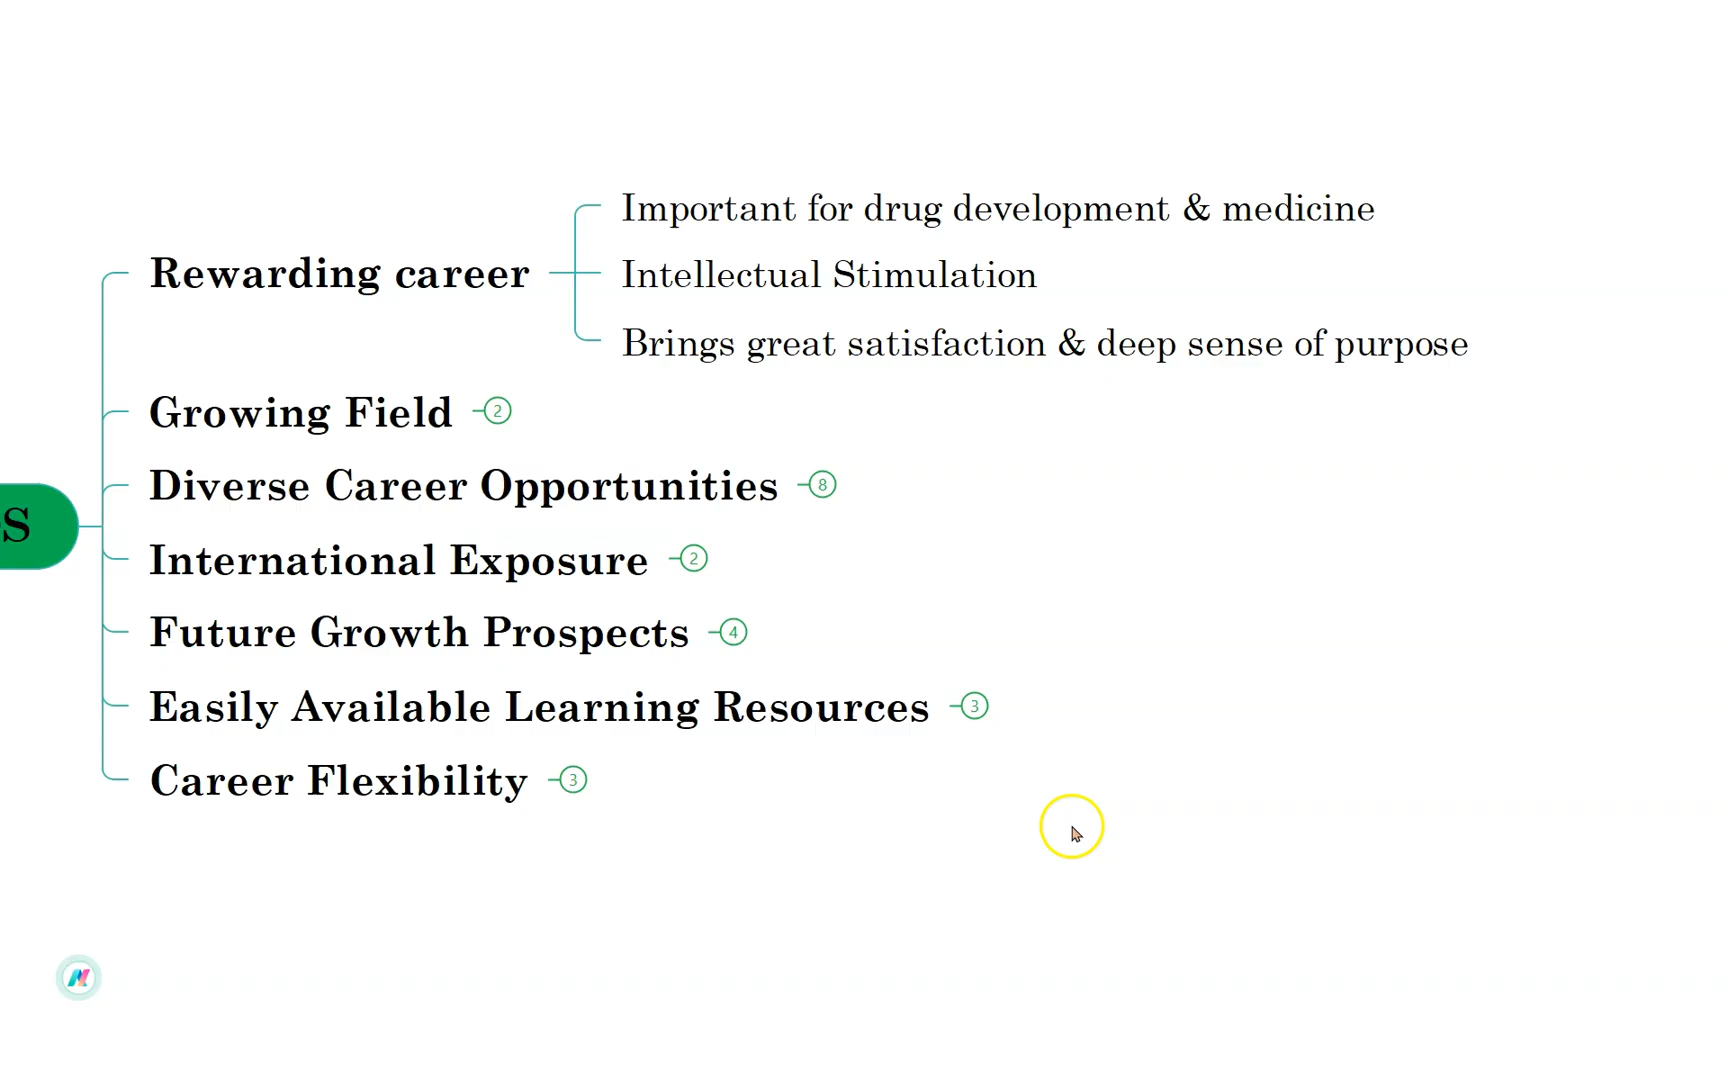 Important for drug development & medicine
Rewarding career
Intellectual Stimulation
Brings great satisfaction & deep sense of purpose
Growing Field 2
Diverse Career Opportunities 8
S
International Exposure 2
Future Growth Prospects 4
Easily Available Learning Resources 3
Career Flexibility 3